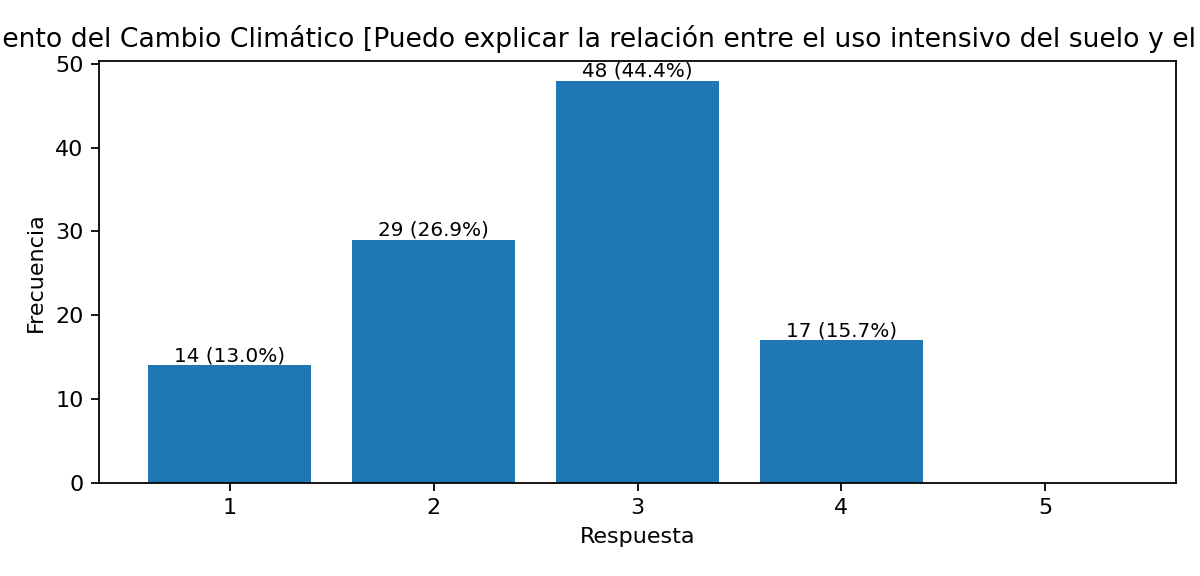 ento del Cambio Climático [Puedo explicar la relación entre el uso intensivo del suelo y el
50
40
30
20
10
0
Frecuencia
14 (13.0%)
29 (26.9%)
48 (44.4%)
17 (15.7%)
1 2 3 4 5
Respuesta